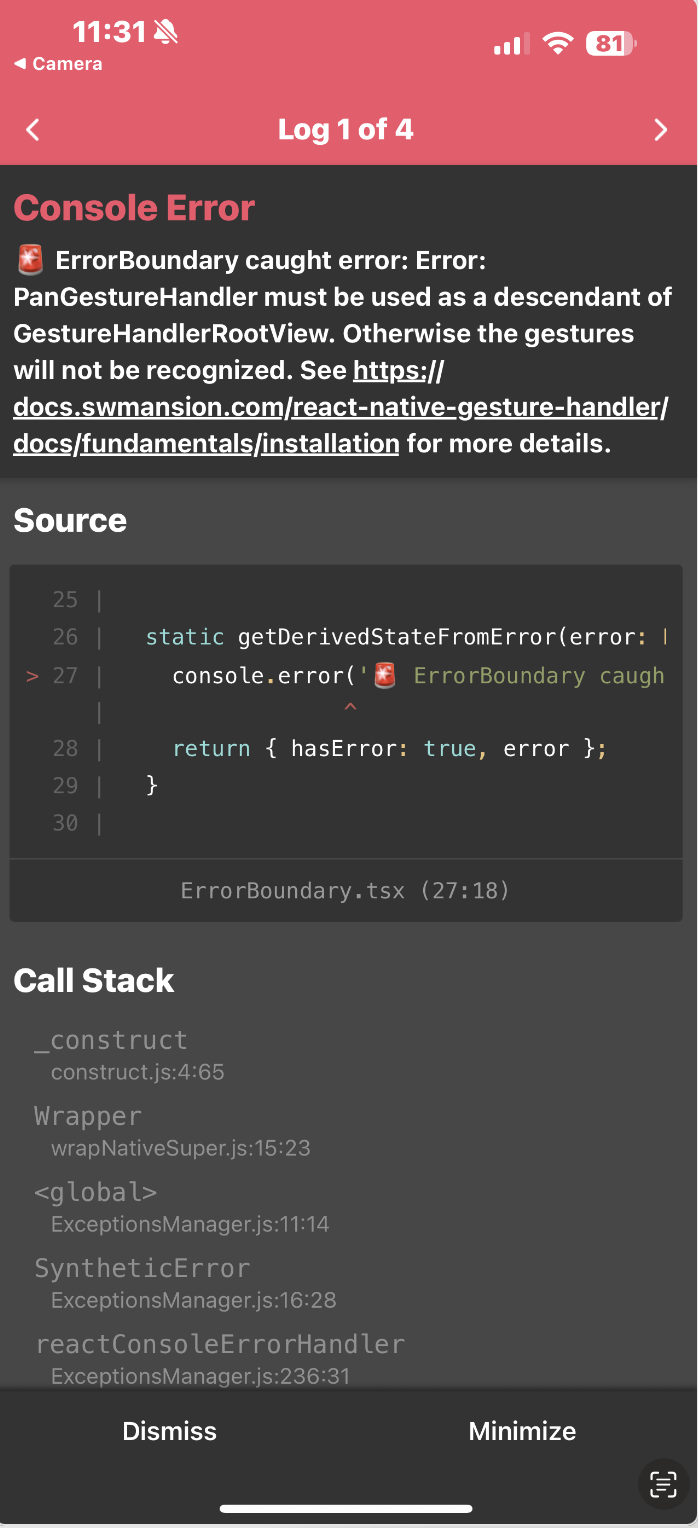 11:31
81
◀ Camera
Log 1 of 4
Console Error
🚨 ErrorBoundary caught error: Error:
PanGestureHandler must be used as a descendant of
GestureHandlerRootView. Otherwise the gestures
will not be recognized. See https://
docs.swmansion.com/react-native-gesture-handler/
docs/fundamentals/installation for more details.
Source
25 |
26 | static getDerivedStateFromError(error:
> 27 | console.error('🚨 ErrorBoundary caugh
| ^
28 | return { hasError: true, error };
29 | }
30 |
ErrorBoundary.tsx (27:18)
Call Stack
_construct
construct.js:4:65
Wrapper
wrapNativeSuper.js:15:23
<global>
ExceptionsManager.js:11:14
SyntheticError
ExceptionsManager.js:16:28
reactConsoleErrorHandler
ExceptionsManager.js:236:31
Dismiss
Minimize